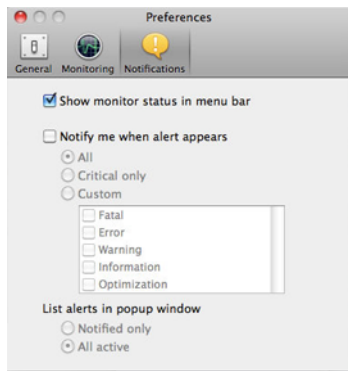 Preferences
General Monitoring Notifications
Show monitor status in menu bar
Notify me when alert appears
All
Critical only
Custom
Fatal
Error
Warning
Information
Optimization
List alerts in popup window
Notified only
All active